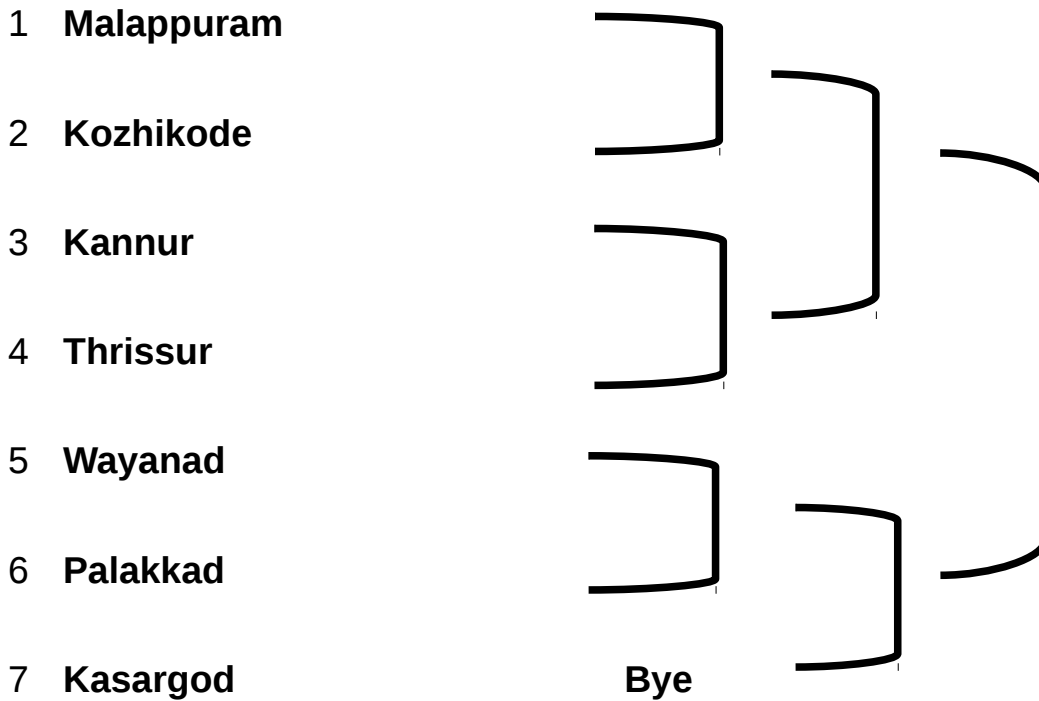 1 Malappuram
2 Kozhikode
3 Kannur
4 Thrissur
5 Wayanad
6 Palakkad
7 Kasargod Bye